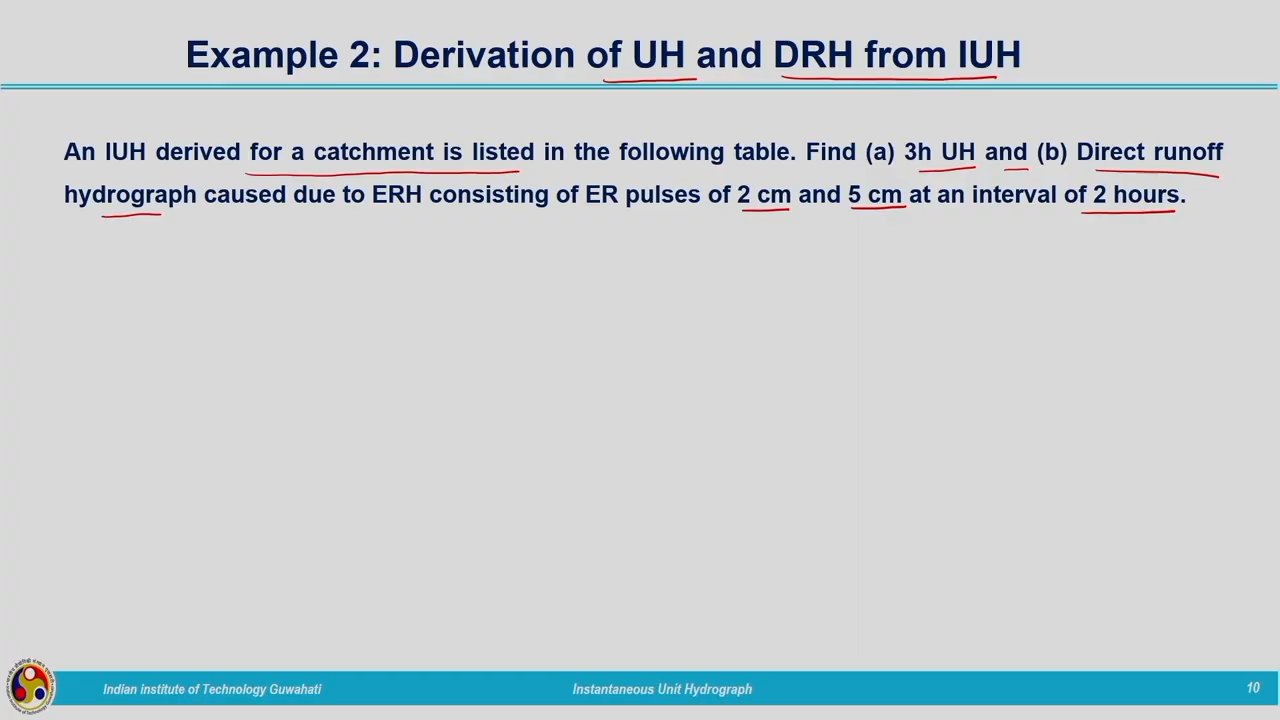 Example 2: Derivation of UH and DRH from IUH
An IUH derived for a catchment is listed in the following table. Find (a) 3h UH and (b) Direct runoff
hydrograph caused due to ERH consisting of ER pulses of 2 cm and 5 cm at an interval of 2 hours.
Indian institute of Technology Guwahati
Instantaneous Unit Hydrograph
10